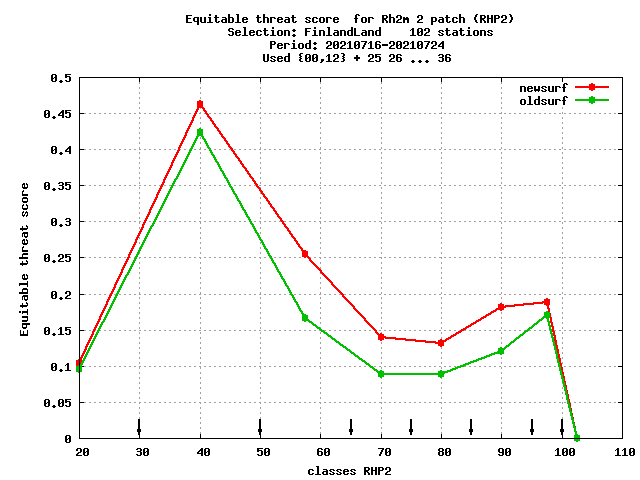 Equitable threat score  for Rh2m 2 patch (RHP2)
Selection: FinlandLand    102 stations
Period: 20210716-20210724
Used {00,12} + 25 26 ... 36
newsurf
oldsurf
Equitable threat score
0.5
0.45
0.4
0.35
0.3
0.25
0.2
0.15
0.1
0.05
0
20 30 40 50 60 70 80 90 100 110
classes RHP2